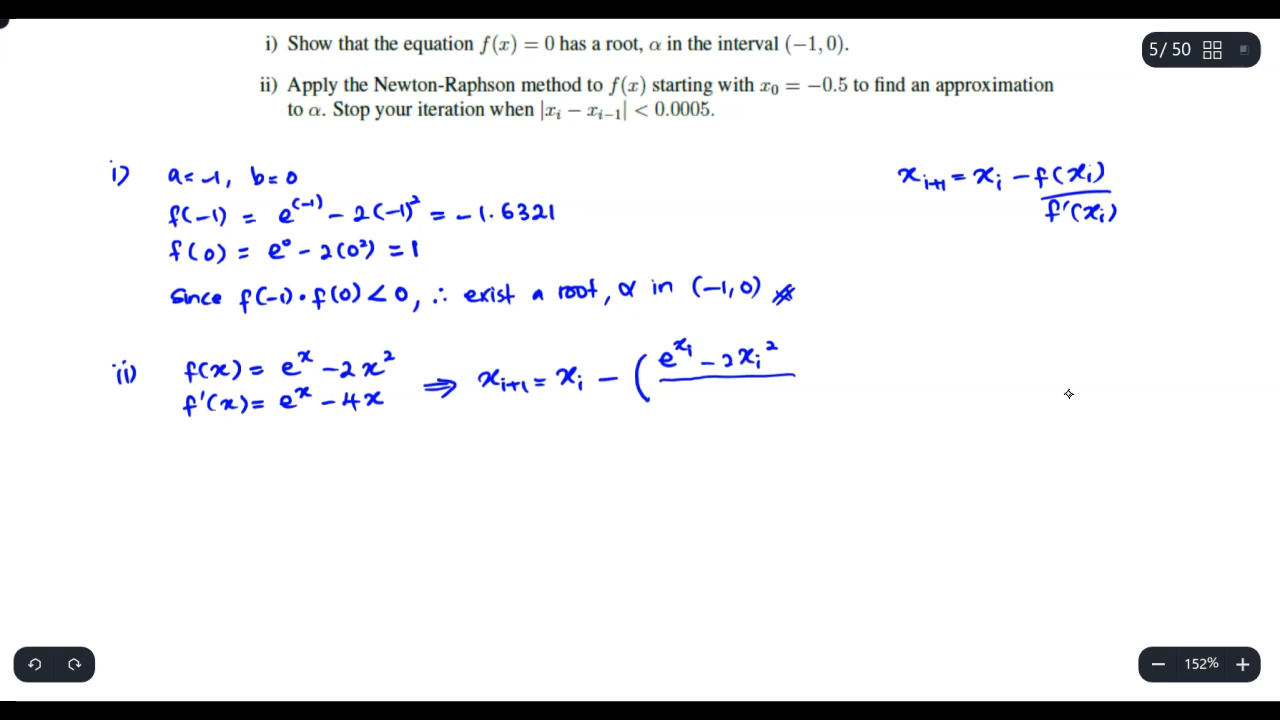 5/ 50
i) Show that the equation f(x) = 0 has a root, α in the interval (−1, 0).
ii) Apply the Newton-Raphson method to f(x) starting with x₀ = −0.5 to find an approximation
to α. Stop your iteration when |xᵢ − xᵢ₋₁| < 0.0005.
i) a = -1, b = 0
f(-1) = e^(-1) - 2(-1)² = -1.6321
f(0) = e⁰ - 2(0²) = 1
Since f(-1)·f(0) < 0, ∴ exist a root, α in (-1, 0)
xᵢ₊₁ = xᵢ - f(xᵢ)/f'(xᵢ)
ii) f(x) = eˣ - 2x²
f'(x) = eˣ - 4x
⇒ xᵢ₊₁ = xᵢ - ( e^xᵢ - 2xᵢ²
152%